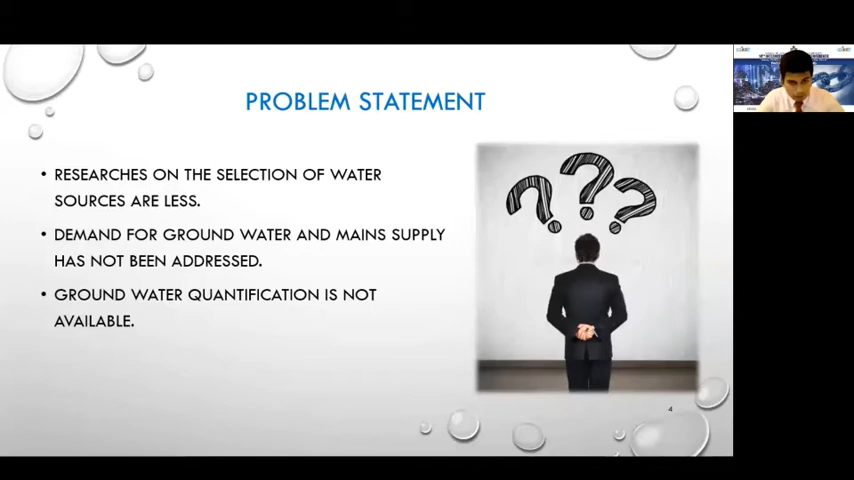 PROBLEM STATEMENT
• RESEARCHES ON THE SELECTION OF WATER
SOURCES ARE LESS.
• DEMAND FOR GROUND WATER AND MAINS SUPPLY
HAS NOT BEEN ADDRESSED.
• GROUND WATER QUANTIFICATION IS NOT
AVAILABLE.
???
4